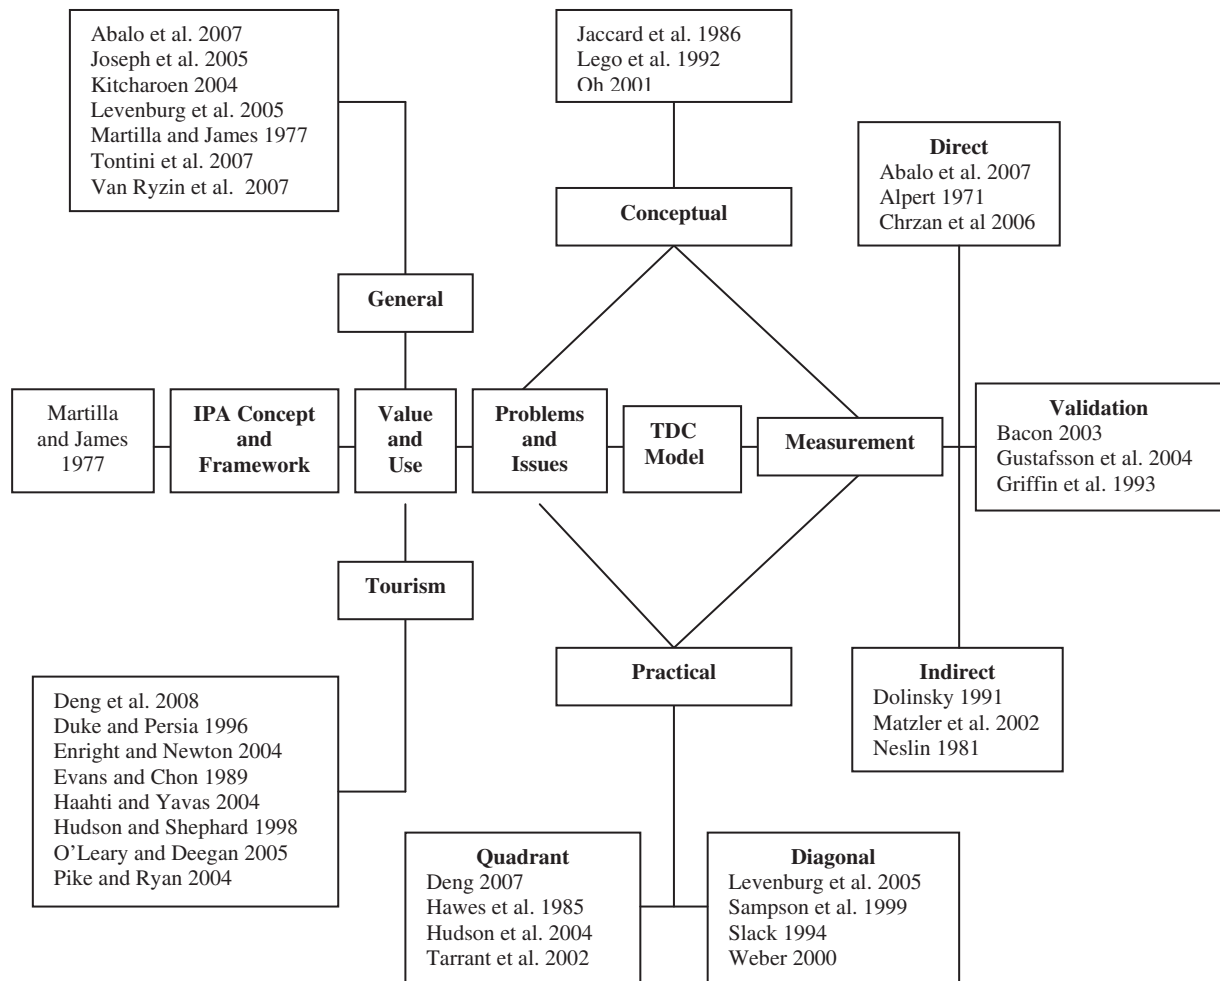 Abalo et al. 2007
Joseph et al. 2005
Kitcharoen 2004
Levenburg et al. 2005
Martilla and James 1977
Tontini et al. 2007
Van Ryzin et al.  2007
Jaccard et al. 1986
Lego et al. 1992
Oh 2001
Direct
Abalo et al. 2007
Alpert 1971
Chrzan et al 2006
Conceptual
General
Martilla
and James
1977
IPA Concept
and
Framework
Value
and
Use
Problems
and
Issues
TDC
Model
Measurement
Validation
Bacon 2003
Gustafsson et al. 2004
Griffin et al. 1993
Tourism
Practical
Indirect
Dolinsky 1991
Matzler et al. 2002
Neslin 1981
Deng et al. 2008
Duke and Persia 1996
Enright and Newton 2004
Evans and Chon 1989
Haahti and Yavas 2004
Hudson and Shephard 1998
O’Leary and Deegan 2005
Pike and Ryan 2004
Quadrant
Deng 2007
Hawes et al. 1985
Hudson et al. 2004
Tarrant et al. 2002
Diagonal
Levenburg et al. 2005
Sampson et al. 1999
Slack 1994
Weber 2000